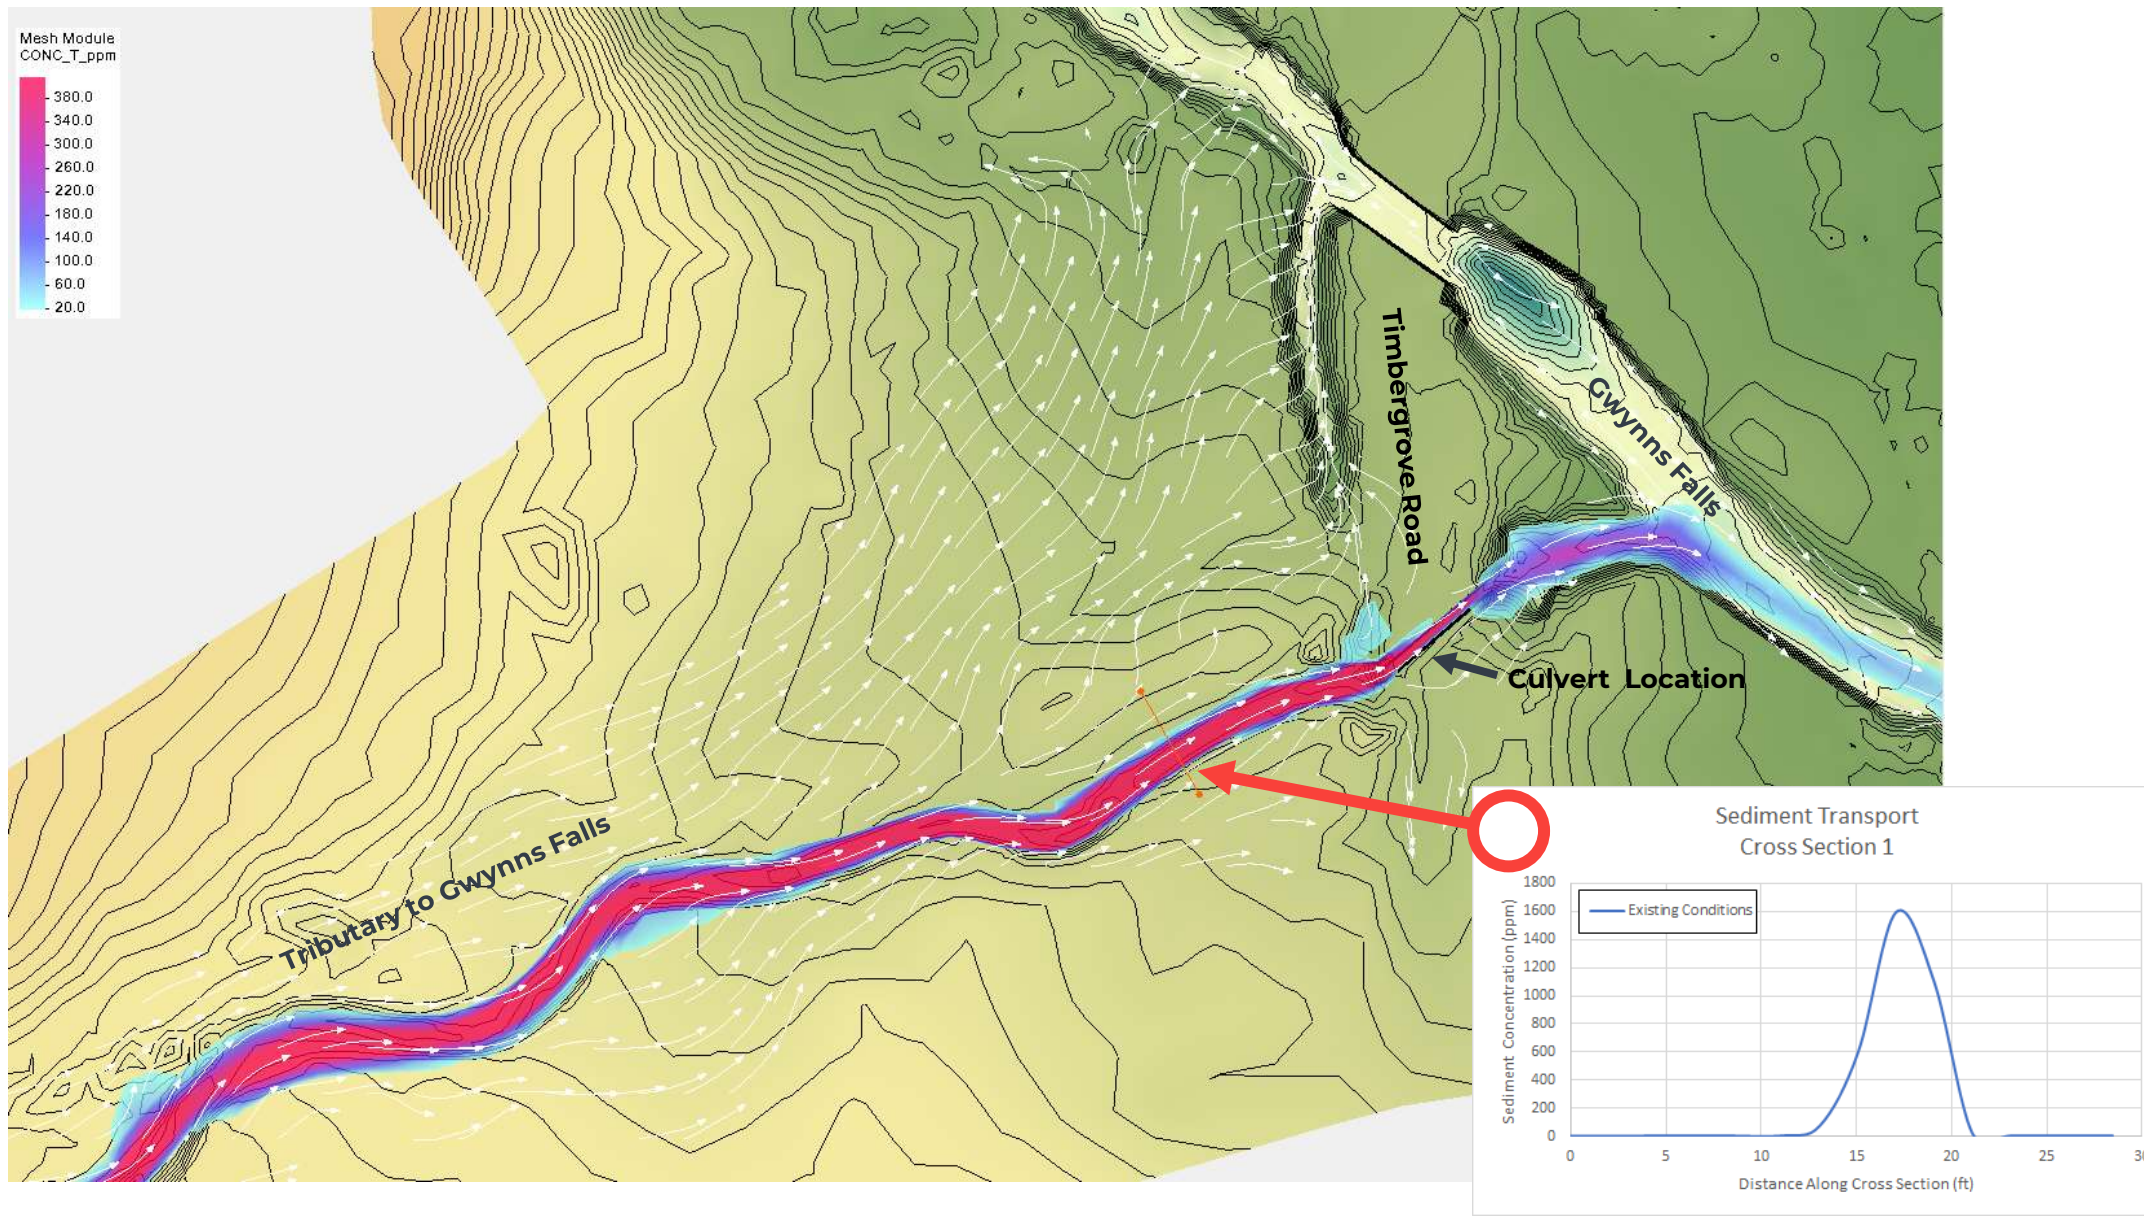 Mesh Module
CONC_T_ppm
380.0
340.0
300.0
260.0
220.0
180.0
140.0
100.0
60.0
20.0
Timbergrove Road
Gwynns Falls
Culvert Location
Tributary to Gwynns Falls
Sediment Transport
Cross Section 1
Existing Conditions
Sediment Concentration (ppm)
1800
1600
1400
1200
1000
800
600
400
200
0
0 5 10 15 20 25 30
Distance Along Cross Section (ft)